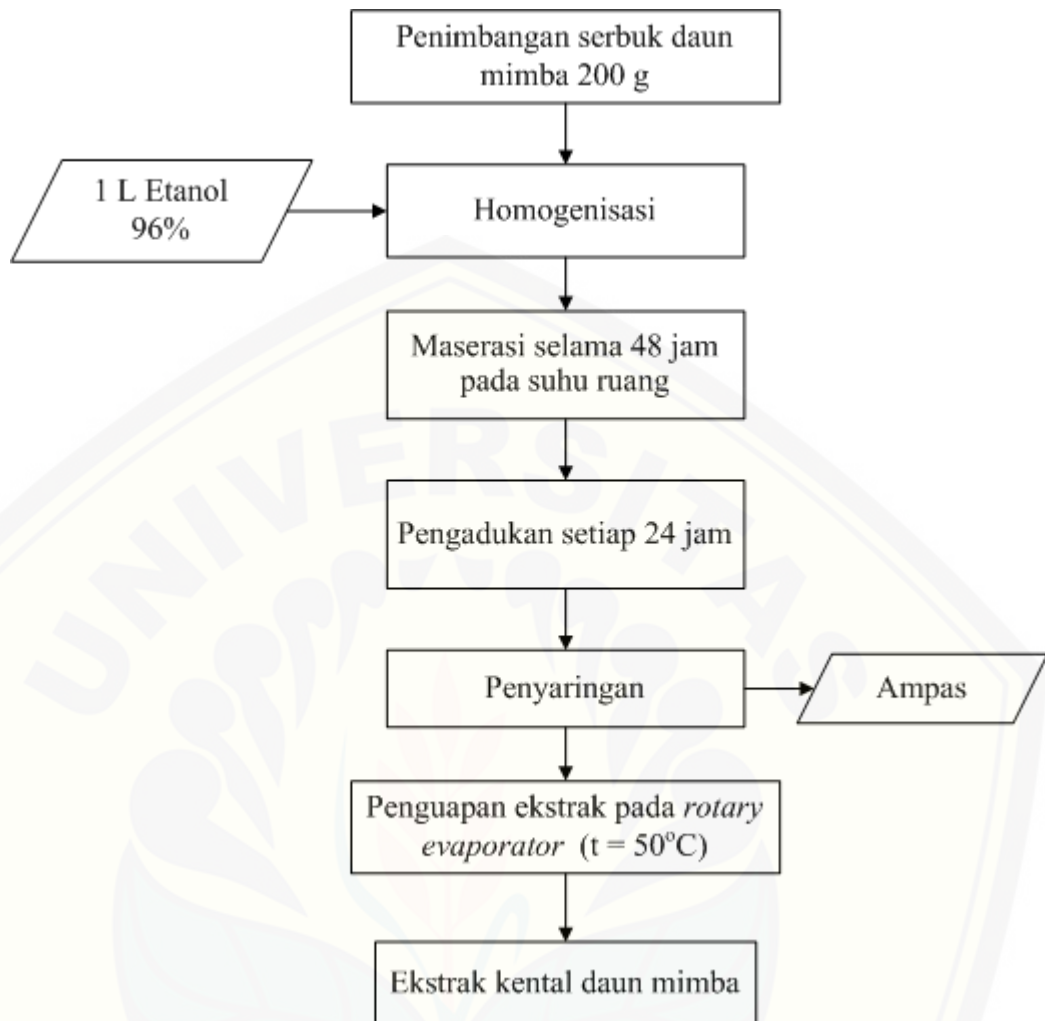 Penimbangan serbuk daun
mimba 200 g
1 L Etanol
96%
Homogenisasi
Maserasi selama 48 jam
pada suhu ruang
Pengadukan setiap 24 jam
Penyaringan
Ampas
Penguapan ekstrak pada rotary
evaporator (t = 50°C)
Ekstrak kental daun mimba
UNIVERSITAS